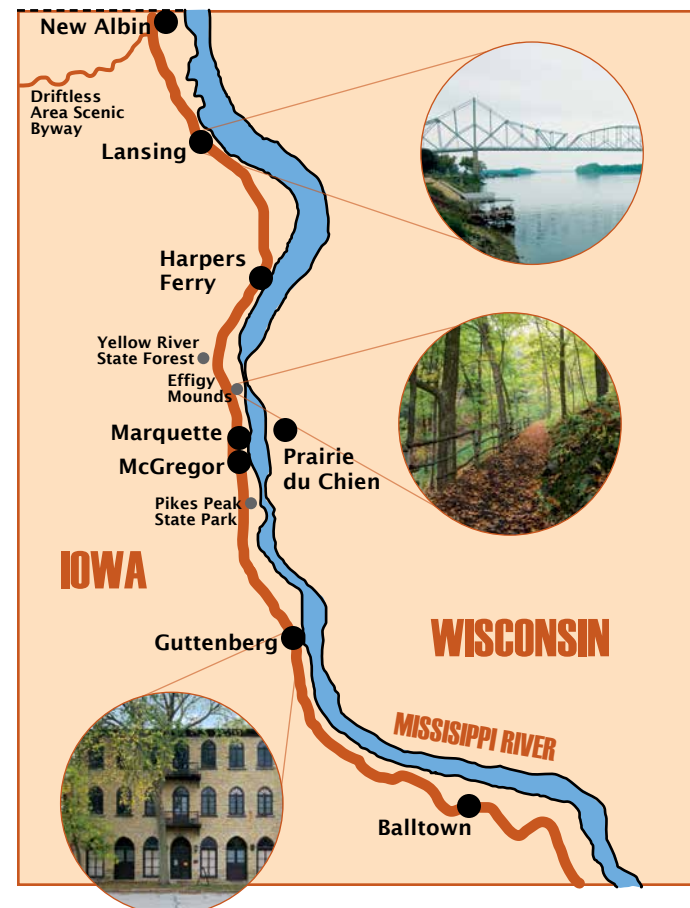 New Albin
Driftless
Area Scenic
Byway
Lansing
Harpers
Ferry
Yellow River
State Forest
Effigy
Mounds
Marquette
McGregor
Prairie
du Chien
Pikes Peak
State Park
IOWA
Guttenberg
WISCONSIN
MISSISIPPI RIVER
Balltown